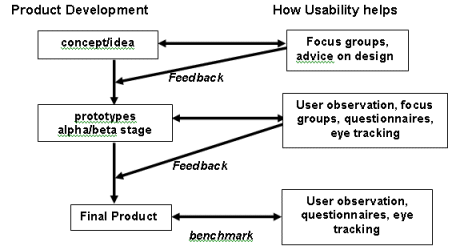 Product Development
How Usability helps
concept/idea
Focus groups,
advice on design
Feedback
prototypes
alpha/beta stage
User observation, focus
groups, questionnaires,
eye tracking
Feedback
Final Product
User observation,
questionnaires, eye
tracking
benchmark